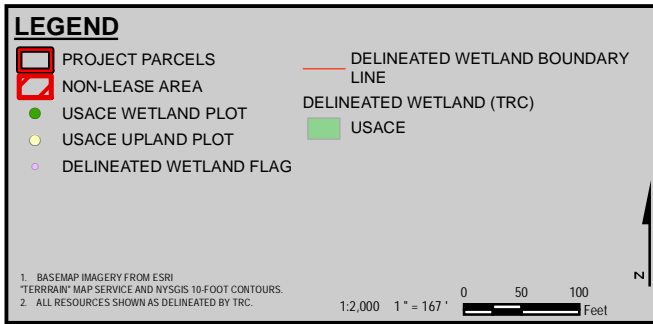 LEGEND
PROJECT PARCELS
NON-LEASE AREA
USACE WETLAND PLOT
USACE UPLAND PLOT
DELINEATED WETLAND FLAG
DELINEATED WETLAND BOUNDARY
LINE
DELINEATED WETLAND (TRC)
USACE
1. BASEMAP IMAGERY FROM ESRI
"TERRRAIN" MAP SERVICE AND NYSGIS 10-FOOT CONTOURS.
2. ALL RESOURCES SHOWN AS DELINEATED BY TRC.
1:2,000 1 " = 167 '
0 50 100
Feet
N